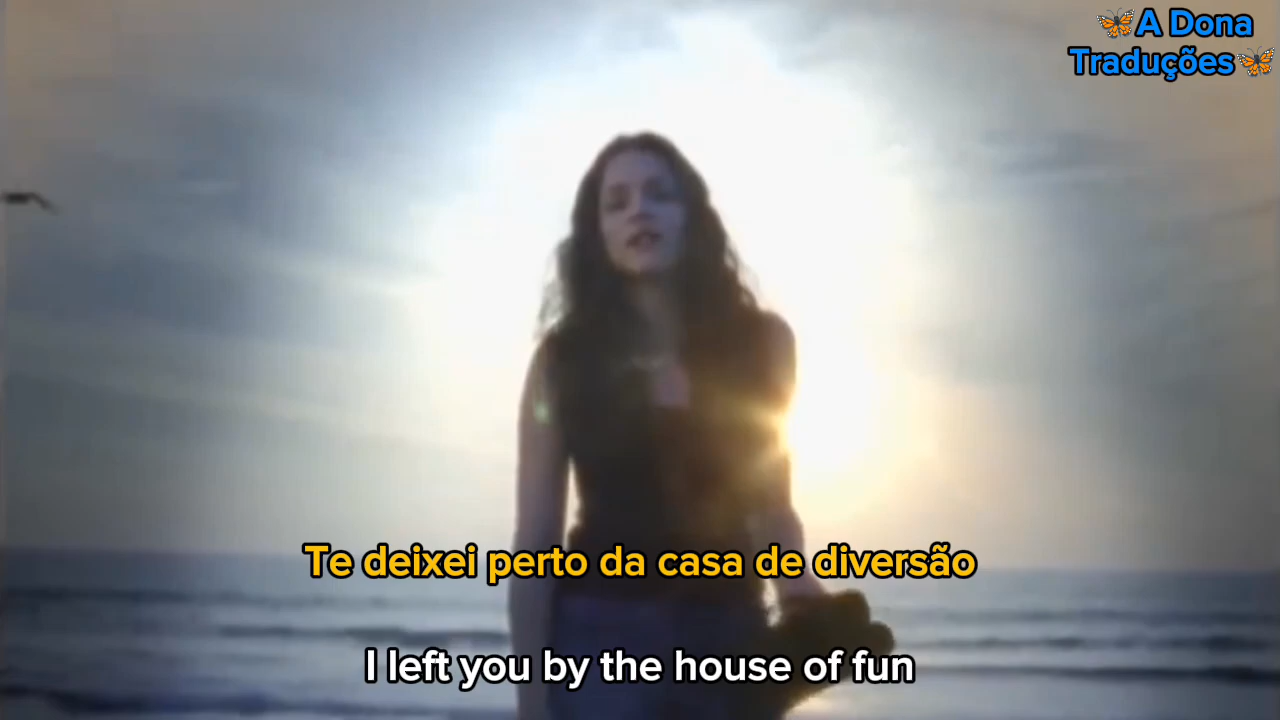 🦋A Dona
Traduções🦋
Te deixei perto da casa de diversão
I left you by the house of fun